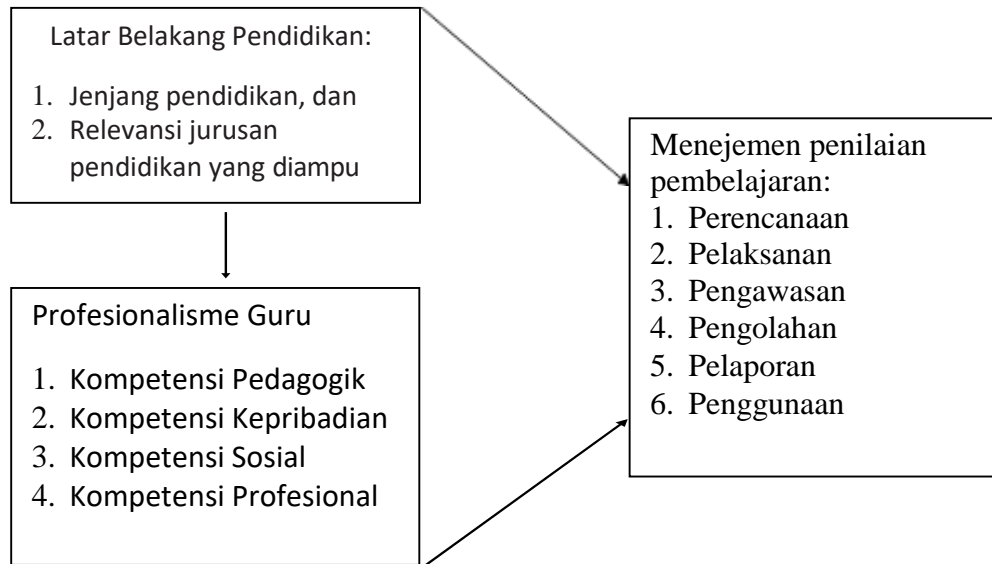 Latar Belakang Pendidikan:
1. Jenjang pendidikan, dan
2. Relevansi jurusan
pendidikan yang diampu
Profesionalisme Guru
1. Kompetensi Pedagogik
2. Kompetensi Kepribadian
3. Kompetensi Sosial
4. Kompetensi Profesional
Menejemen penilaian
pembelajaran:
1. Perencanaan
2. Pelaksanan
3. Pengawasan
4. Pengolahan
5. Pelaporan
6. Penggunaan